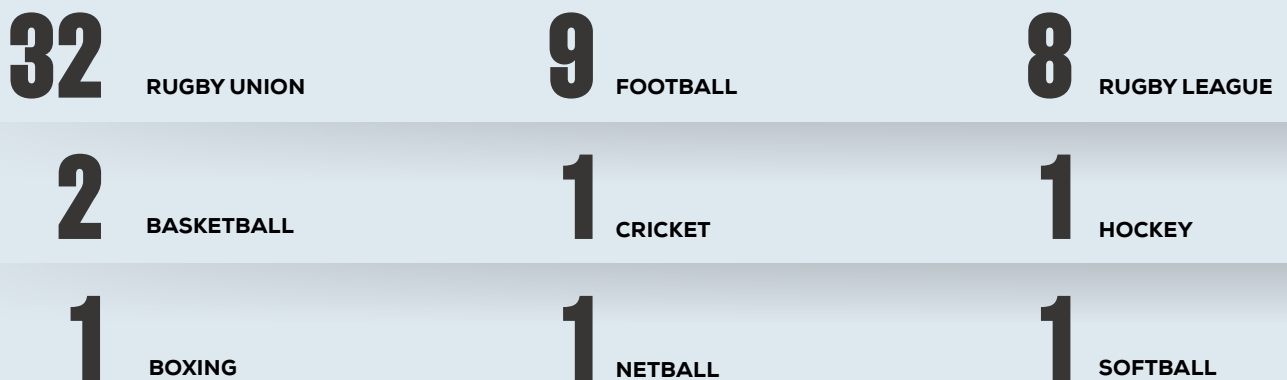 32 RUGBY UNION 9 FOOTBALL 8 RUGBY LEAGUE
2 BASKETBALL 1 CRICKET 1 HOCKEY
1 BOXING 1 NETBALL 1 SOFTBALL